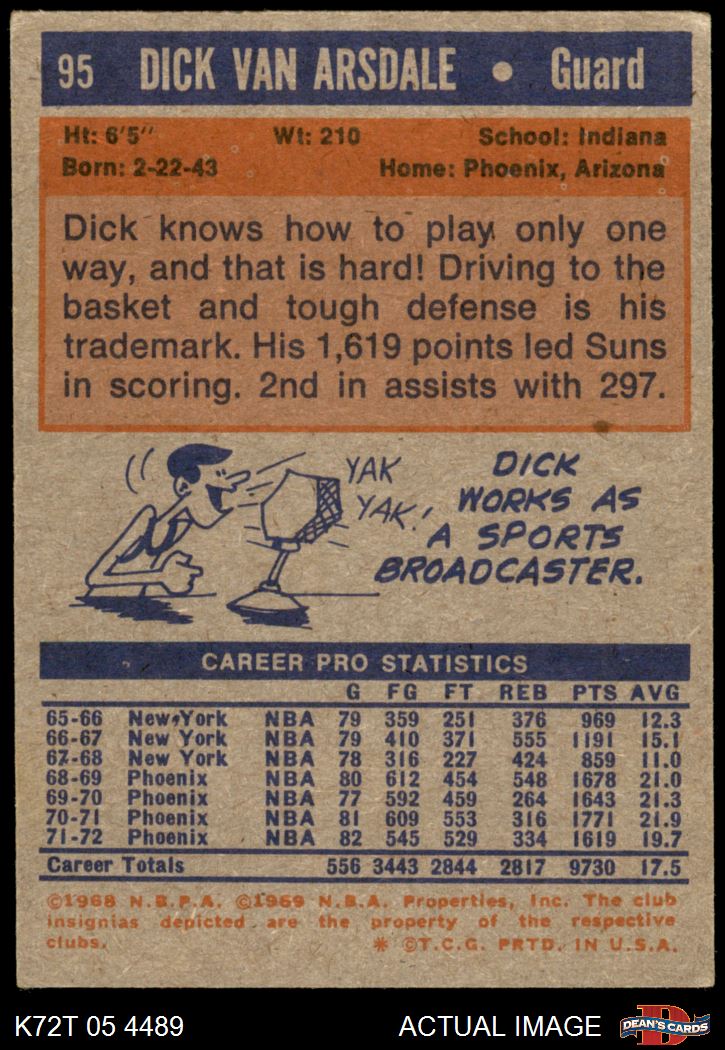 95 DICK VAN ARSDALE • Guard
Ht: 6'5" Wt: 210 School: Indiana
Born: 2-22-43 Home: Phoenix, Arizona
Dick knows how to play only one
way, and that is hard! Driving to the
basket and tough defense is his
trademark. His 1,619 points led Suns
in scoring. 2nd in assists with 297.
YAK
YAK!
DICK
WORKS AS
A SPORTS
BROADCASTER.
CAREER PRO STATISTICS
G FG FT REB PTS AVG
65-66 New York NBA 79 359 251 376 969 12.3
66-67 New York NBA 79 410 371 555 1191 15.1
67-68 New York NBA 78 316 227 424 859 11.0
68-69 Phoenix NBA 80 612 454 548 1678 21.0
69-70 Phoenix NBA 77 592 459 264 1643 21.3
70-71 Phoenix NBA 81 609 553 316 1771 21.9
71-72 Phoenix NBA 82 545 529 334 1619 19.7
Career Totals 556 3443 2844 2817 9730 17.5
©1968 N.B.P.A. ©1969 N.B.A. Properties, Inc. The club
insignias depicted are the property of the respective
clubs. * ©T.C.G. PRTD. IN U.S.A.
K72T 05 4489 ACTUAL IMAGE D DEAN'S CARDS